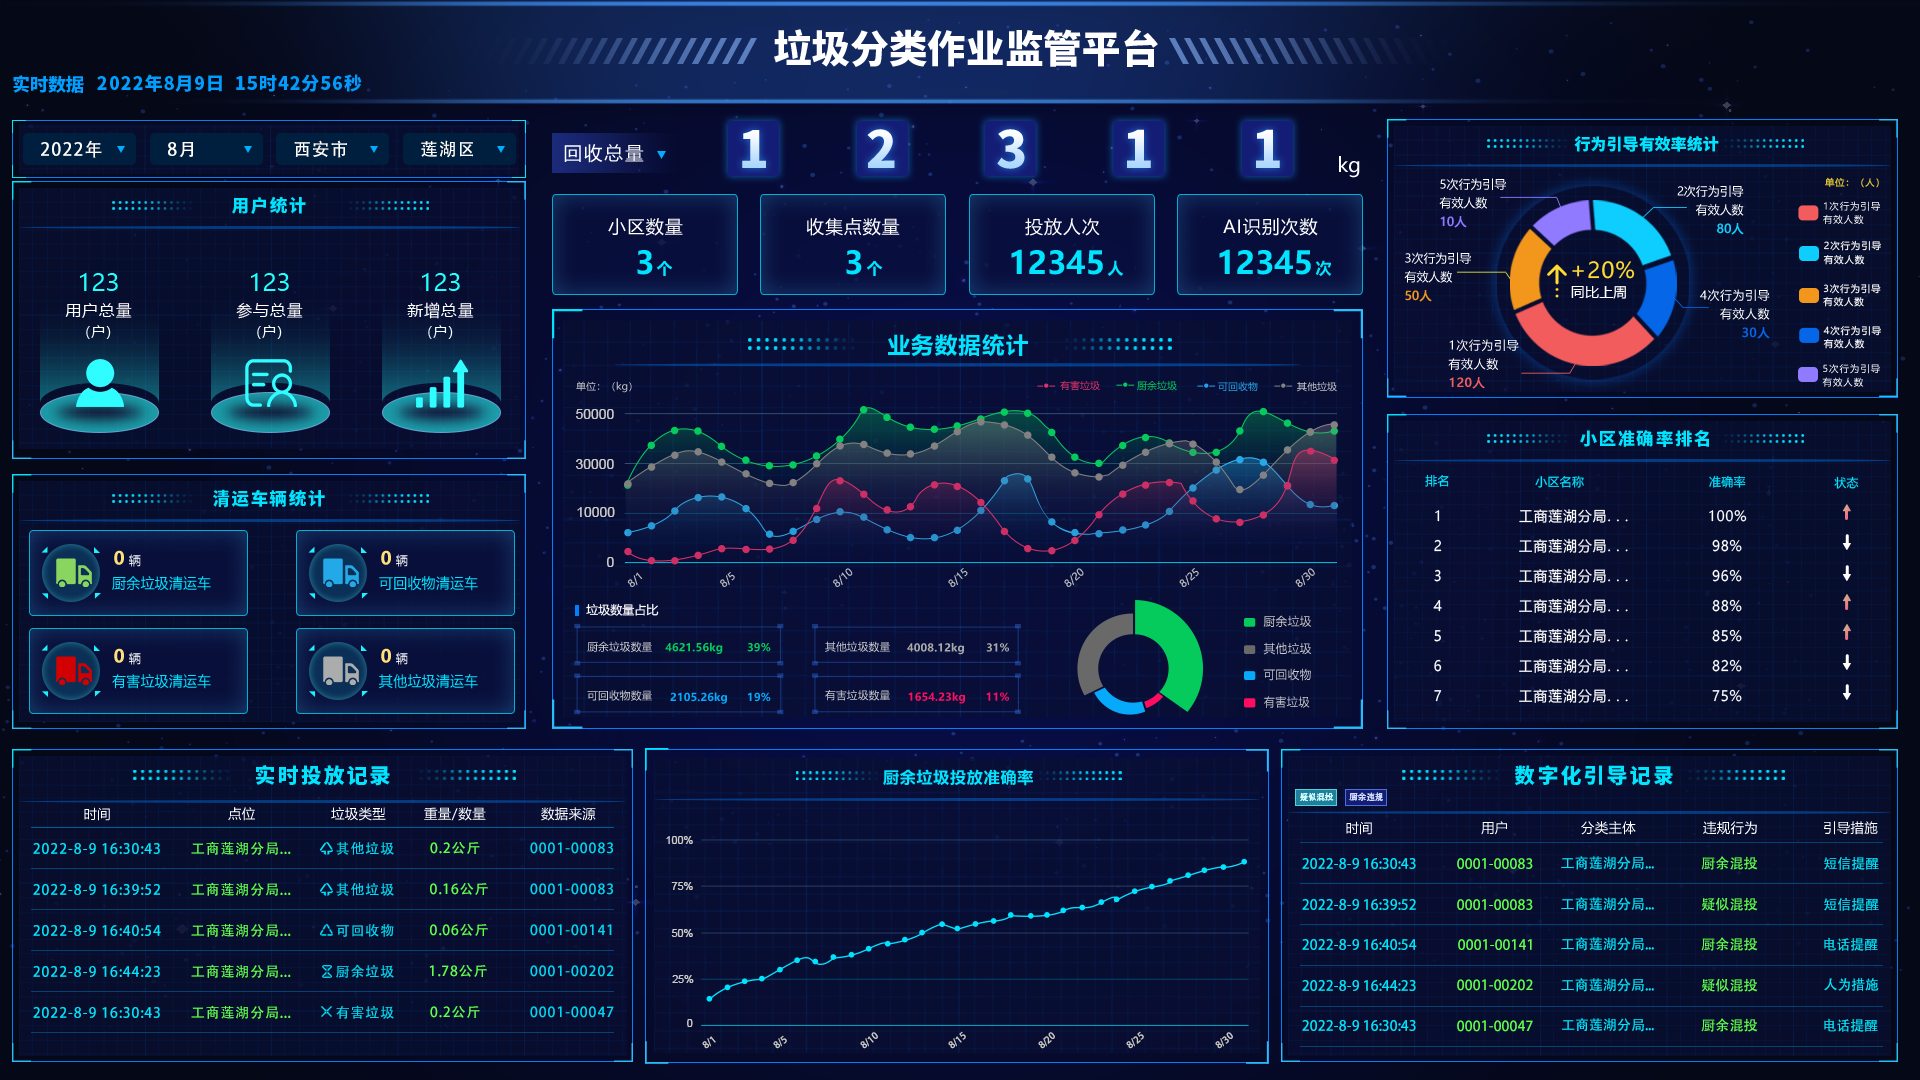 垃圾分类作业监管平台
实时数据 2022年8月9日 15时42分56秒
2022年 ▼ 8月 ▼ 西安市 ▼ 莲湖区 ▼
用户统计
123 123 123
用户总量 参与总量 新增总量
(户) (户) (户)
清运车辆统计
0 辆 0 辆
厨余垃圾清运车 可回收物清运车
0 辆 0 辆
有害垃圾清运车 其他垃圾清运车
回收总量 ▼ 1 2 3 1 1 kg
小区数量 收集点数量 投放人次 AI识别次数
3个 3个 12345人 12345次
业务数据统计
单位：（kg） 有害垃圾 厨余垃圾 可回收物 其他垃圾
50000
30000
10000
0
8/1 8/5 8/10 8/15 8/20 8/25 8/30
垃圾数量占比
厨余垃圾数量 4621.56kg 39% 其他垃圾数量 4008.12kg 31%
可回收物数量 2105.26kg 19% 有害垃圾数量 1654.23kg 11%
厨余垃圾
其他垃圾
可回收物
有害垃圾
行为引导有效率统计
单位：（人）
5次行为引导
有效人数
10人
2次行为引导
有效人数
80人
3次行为引导
有效人数
50人
+20%
同比上周
4次行为引导
有效人数
30人
1次行为引导
有效人数
120人
1次行为引导
有效人数
2次行为引导
有效人数
3次行为引导
有效人数
4次行为引导
有效人数
5次行为引导
有效人数
小区准确率排名
排名 小区名称 准确率 状态
1 工商莲湖分局... 100%
2 工商莲湖分局... 98%
3 工商莲湖分局... 96%
4 工商莲湖分局... 88%
5 工商莲湖分局... 85%
6 工商莲湖分局... 82%
7 工商莲湖分局... 75%
实时投放记录
时间 点位 垃圾类型 重量/数量 数据来源
2022-8-9 16:30:43 工商莲湖分局... 其他垃圾 0.2公斤 0001-00083
2022-8-9 16:39:52 工商莲湖分局... 其他垃圾 0.16公斤 0001-00083
2022-8-9 16:40:54 工商莲湖分局... 可回收物 0.06公斤 0001-00141
2022-8-9 16:44:23 工商莲湖分局... 厨余垃圾 1.78公斤 0001-00202
2022-8-9 16:30:43 工商莲湖分局... 有害垃圾 0.2公斤 0001-00047
厨余垃圾投放准确率
100%
75%
50%
25%
0
8/1 8/5 8/10 8/15 8/20 8/25 8/30
数字化引导记录
疑似混投 厨余违规
时间 用户 分类主体 违规行为 引导措施
2022-8-9 16:30:43 0001-00083 工商莲湖分局... 厨余混投 短信提醒
2022-8-9 16:39:52 0001-00083 工商莲湖分局... 疑似混投 短信提醒
2022-8-9 16:40:54 0001-00141 工商莲湖分局... 厨余混投 电话提醒
2022-8-9 16:44:23 0001-00202 工商莲湖分局... 疑似混投 人为措施
2022-8-9 16:30:43 0001-00047 工商莲湖分局... 厨余混投 电话提醒